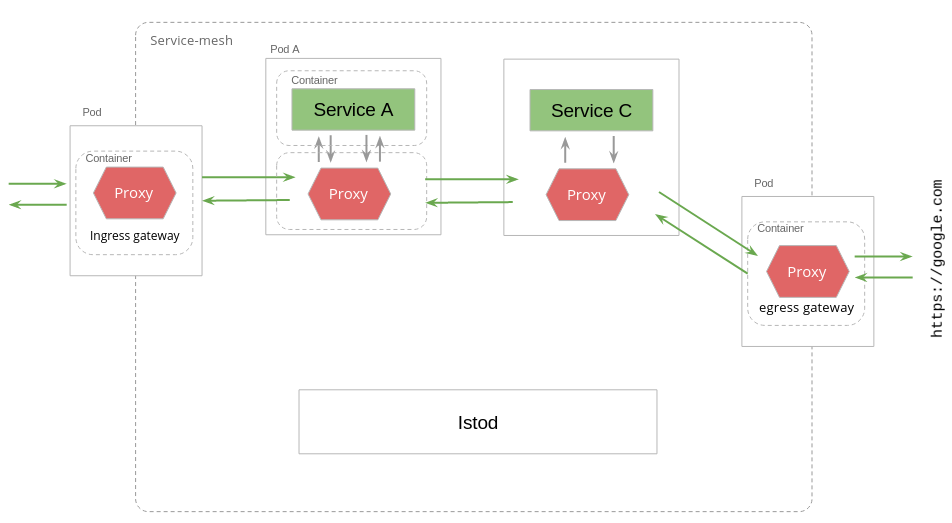 Service-mesh
Pod A
Container
Service A
Proxy
Service C
Proxy
Pod
Container
Proxy
Ingress gateway
Pod
Container
Proxy
egress gateway
https://google.com
Istod